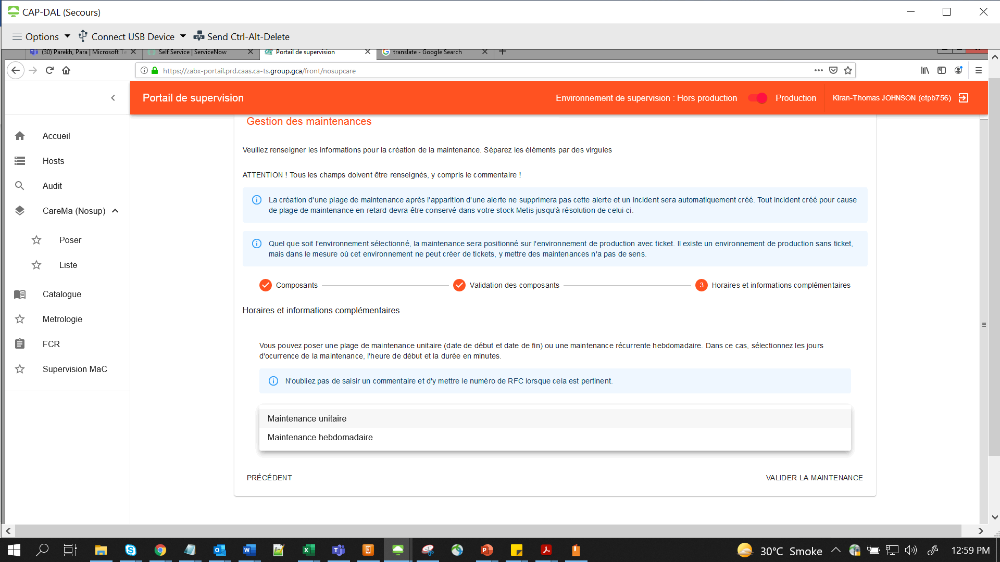 CAP-DAL (Secours)
Options
Connect USB Device
Send Ctrl-Alt-Delete
(30) Parekh, Para | Microsoft Te
Self Service | ServiceNow
Portail de supervision
translate - Google Search
https://zabx-portail.prd.caas.ca-ts.group.gca/front/nosupcare
Portail de supervision
Environnement de supervision : Hors production
Production
Kiran-Thomas JOHNSON (etpb756)
Accueil
Hosts
Audit
CareMa (Nosup)
Poser
Liste
Catalogue
Metrologie
FCR
Supervision MaC
Gestion des maintenances
Veuillez renseigner les informations pour la création de la maintenance. Séparez les éléments par des virgules
ATTENTION ! Tous les champs doivent être renseignés, y compris le commentaire !
La création d'une plage de maintenance après l'apparition d'une alerte ne supprimera pas cette alerte et un incident sera automatiquement créé. Tout incident créé pour cause
de plage de maintenance en retard devra être conservé dans votre stock Metis jusqu'à résolution de celui-ci.
Quel que soit l'environnement sélectionné, la maintenance sera positionné sur l'environnement de production avec ticket. Il existe un environnement de production sans ticket,
mais dans le mesure où cet environnement ne peut créer de tickets, y mettre des maintenances n'a pas de sens.
Composants
Validation des composants
3
Horaires et informations complémentaires
Horaires et informations complémentaires
Vous pouvez poser une plage de maintenance unitaire (date de début et date de fin) ou une maintenance récurrente hebdomadaire. Dans ce cas, sélectionnez les jours
d'ocurrence de la maintenance, l'heure de début et la durée en minutes.
N'oubliez pas de saisir un commentaire et d'y mettre le numéro de RFC lorsque cela est pertinent.
Maintenance unitaire
Maintenance hebdomadaire
PRÉCÉDENT
VALIDER LA MAINTENANCE
30°C Smoke
12:59 PM